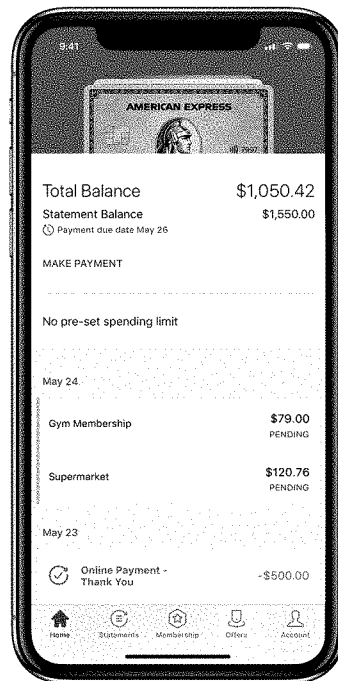 9:41
AMERICAN EXPRESS
7997
Total Balance $1,050.42
Statement Balance $1,550.00
Payment due date May 26
MAKE PAYMENT
No pre-set spending limit
May 24
Gym Membership $79.00
PENDING
Supermarket $120.76
PENDING
May 23
Online Payment - 
Thank You -$500.00
Home Statements Membership Offers Account